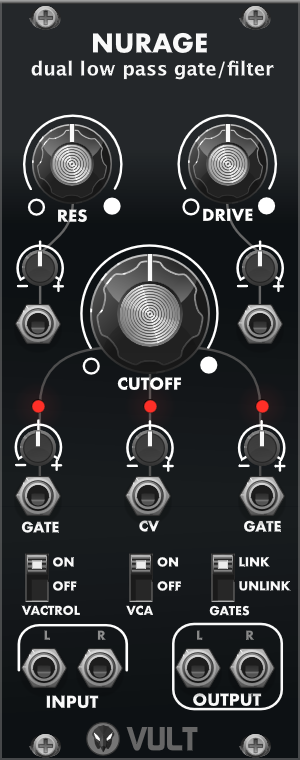 NURAGE
dual low pass gate/filter
RES
DRIVE
- +
- +
CUTOFF
- +
- +
- +
GATE
CV
GATE
ON
ON
LINK
OFF
OFF
UNLINK
VACTROL
VCA
GATES
L R
L R
INPUT
OUTPUT
VULT